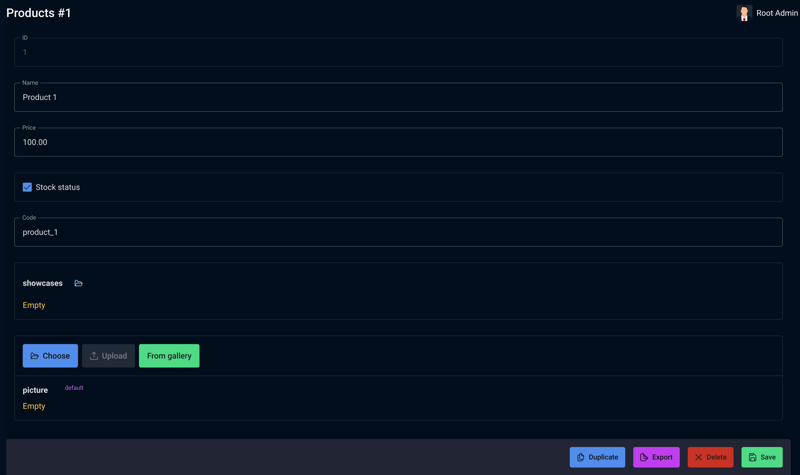 Products #1
Root Admin
ID
1
Name
Product 1
Price
100.00
Stock status
Code
product_1
showcases
Empty
Choose
Upload
From gallery
picture default
Empty
Duplicate
Export
Delete
Save